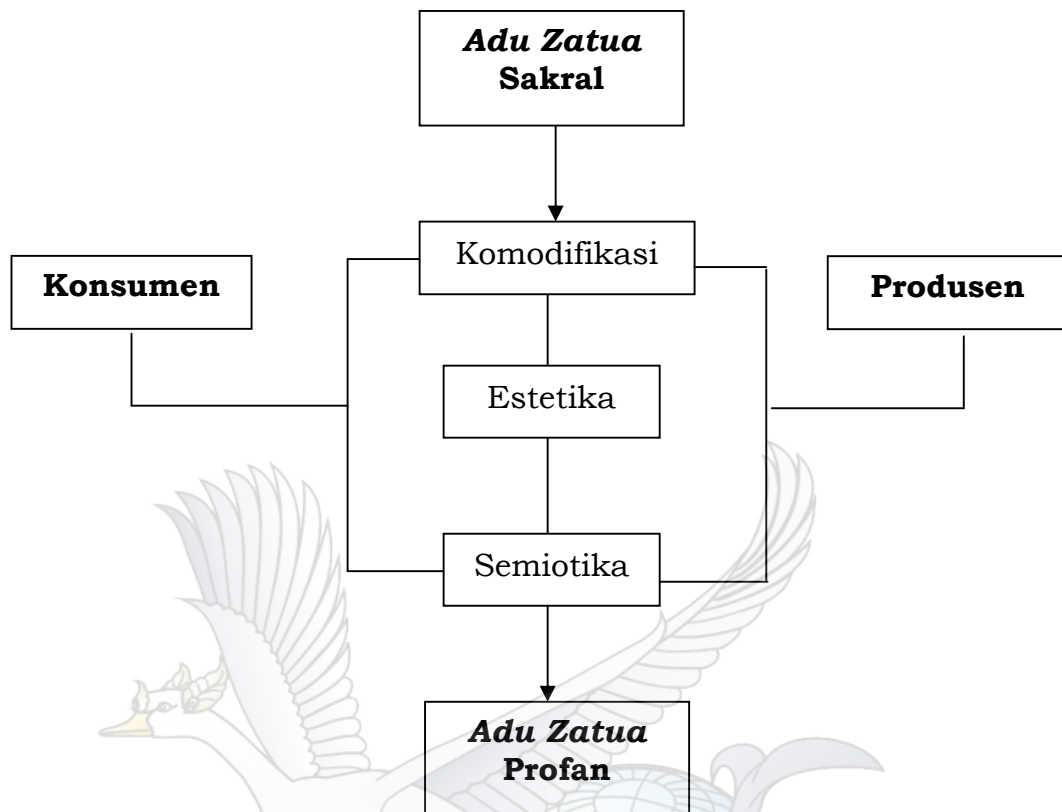 Adu Zatua
Sakral
Komodifikasi
Konsumen
Produsen
Estetika
Semiotika
Adu Zatua
Profan